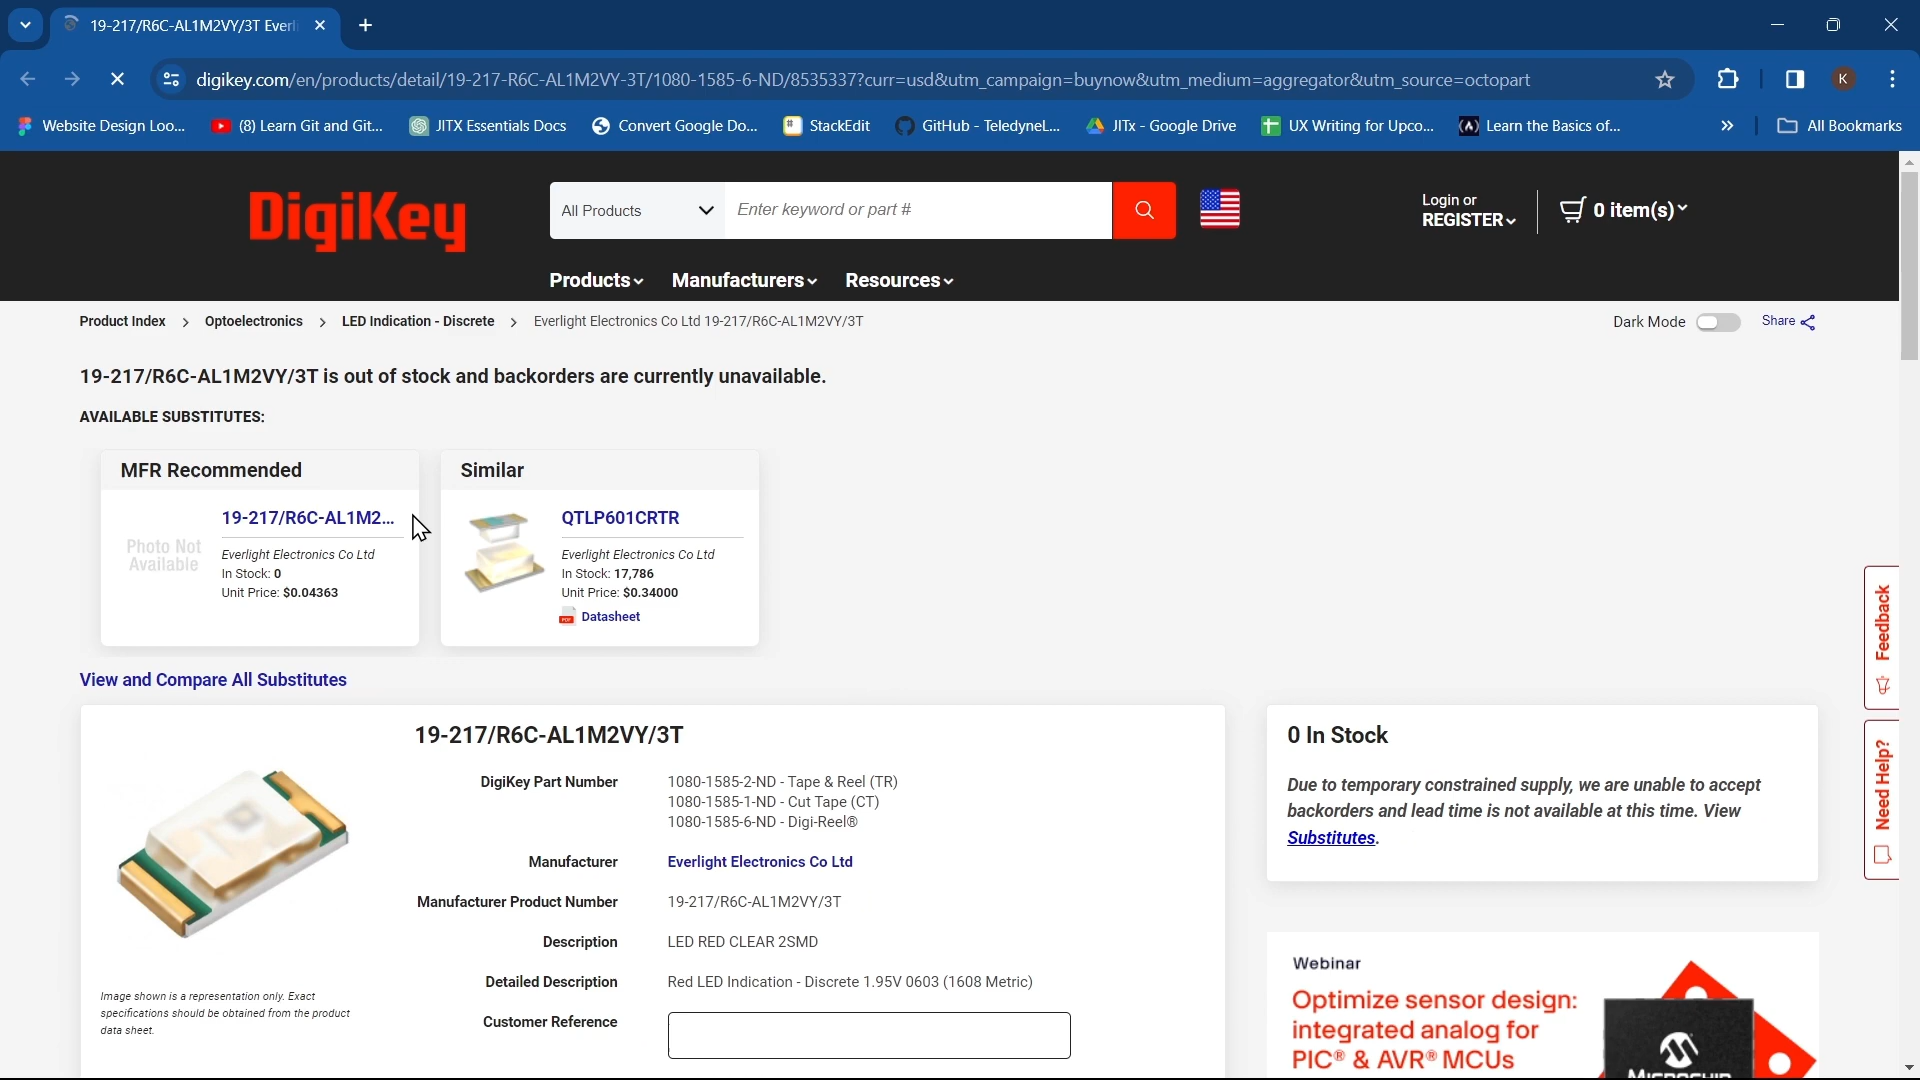 19-217/R6C-AL1M2VY/3T Everl
digikey.com/en/products/detail/19-217-R6C-AL1M2VY-3T/1080-1585-6-ND/8535337?curr=usd&utm_campaign=buynow&utm_medium=aggregator&utm_source=octopart
K
Website Design Loo...
(8) Learn Git and Git...
JITX Essentials Docs
Convert Google Do...
StackEdit
GitHub - TeledyneL...
JITx - Google Drive
UX Writing for Upco...
Learn the Basics of...
All Bookmarks
DigiKey
All Products
Enter keyword or part #
Login or
REGISTER
0 item(s)
Products
Manufacturers
Resources
Product Index > Optoelectronics > LED Indication - Discrete > Everlight Electronics Co Ltd 19-217/R6C-AL1M2VY/3T
Dark Mode
Share
19-217/R6C-AL1M2VY/3T is out of stock and backorders are currently unavailable.
AVAILABLE SUBSTITUTES:
MFR Recommended
Photo Not
Available
19-217/R6C-AL1M2...
Everlight Electronics Co Ltd
In Stock: 0
Unit Price: $0.04363
Similar
QTLP601CRTR
Everlight Electronics Co Ltd
In Stock: 17,786
Unit Price: $0.34000
PDF Datasheet
View and Compare All Substitutes
Image shown is a representation only. Exact
specifications should be obtained from the product
data sheet.
19-217/R6C-AL1M2VY/3T
DigiKey Part Number
1080-1585-2-ND - Tape & Reel (TR)
1080-1585-1-ND - Cut Tape (CT)
1080-1585-6-ND - Digi-Reel®
Manufacturer
Everlight Electronics Co Ltd
Manufacturer Product Number
19-217/R6C-AL1M2VY/3T
Description
LED RED CLEAR 2SMD
Detailed Description
Red LED Indication - Discrete 1.95V 0603 (1608 Metric)
Customer Reference
0 In Stock
Due to temporary constrained supply, we are unable to accept
backorders and lead time is not available at this time. View
Substitutes.
Webinar
Optimize sensor design:
integrated analog for
PIC® & AVR® MCUs
MICROCHIP
Feedback
Need Help?